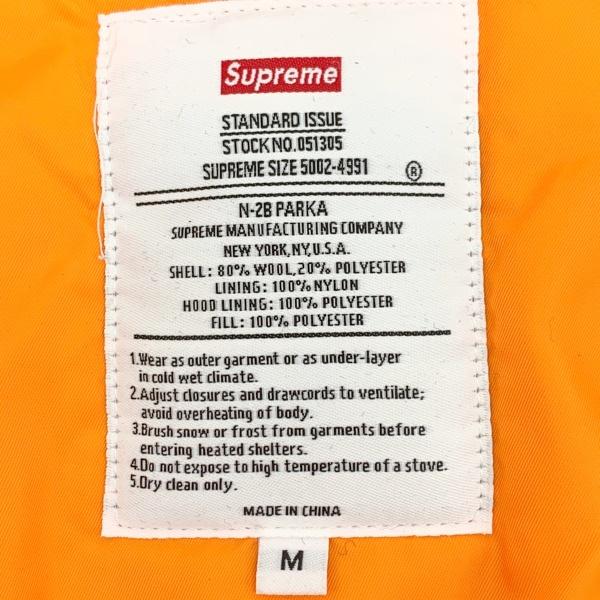 Supreme
STANDARD ISSUE
STOCK NO.051305
SUPREME SIZE 5002-4991 ®
N-2B PARKA
SUPREME MANUFACTURING COMPANY
NEW YORK,NY,U.S.A.
SHELL: 80% WOOL,20% POLYESTER
LINING: 100% NYLON
HOOD LINING: 100% POLYESTER
FILL: 100% POLYESTER
1.Wear as outer garment or as under-layer
in cold wet climate.
2.Adjust closures and drawcords to ventilate;
avoid overheating of body.
3.Brush snow or frost from garments before
entering heated shelters.
4.Do not expose to high temperature of a stove.
5.Dry clean only.
MADE IN CHINA
M